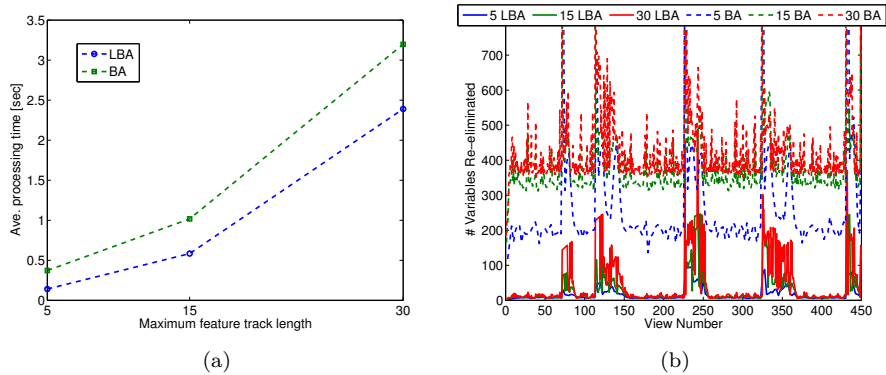 3.5
3
2.5
2
1.5
1
0.5
0
5
15
30
Ave. processing time [sec]
Maximum feature track length
LBA
BA
(a)
5 LBA 15 LBA 30 LBA 5 BA 15 BA 30 BA
700
600
500
400
300
200
100
0
# Variables Re-eliminated
0 50 100 150 200 250 300 350 400 450
View Number
(b)